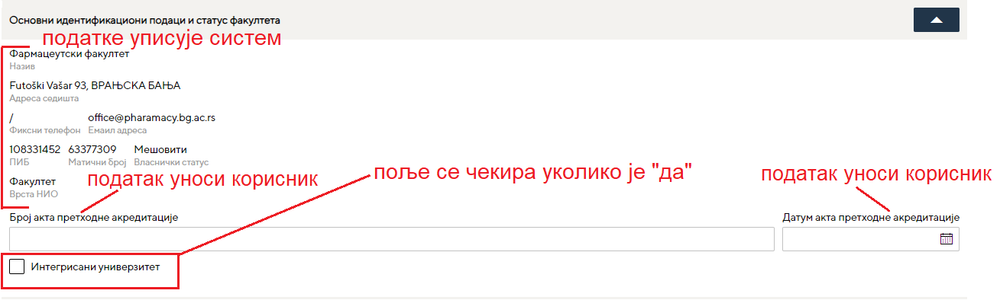 Основни идентификациони подаци и статус факултета
податке уписује систем
Фармацеутски факултет
Назив
Futoški Vašar 93, ВРАЊСКА БАЊА
Адреса седишта
/ office@pharamacy.bg.ac.rs
Фиксни телефон Емаил адреса
108331452 63377309 Мешовити
ПИБ Матични број Власнички статус
Факултет
Врста НИО
податак уноси корисник
поље се чекира уколико је "да"
податак уноси корисник
Број акта претходне акредитације
Датум акта претходне акредитације
Интегрисани универзитет